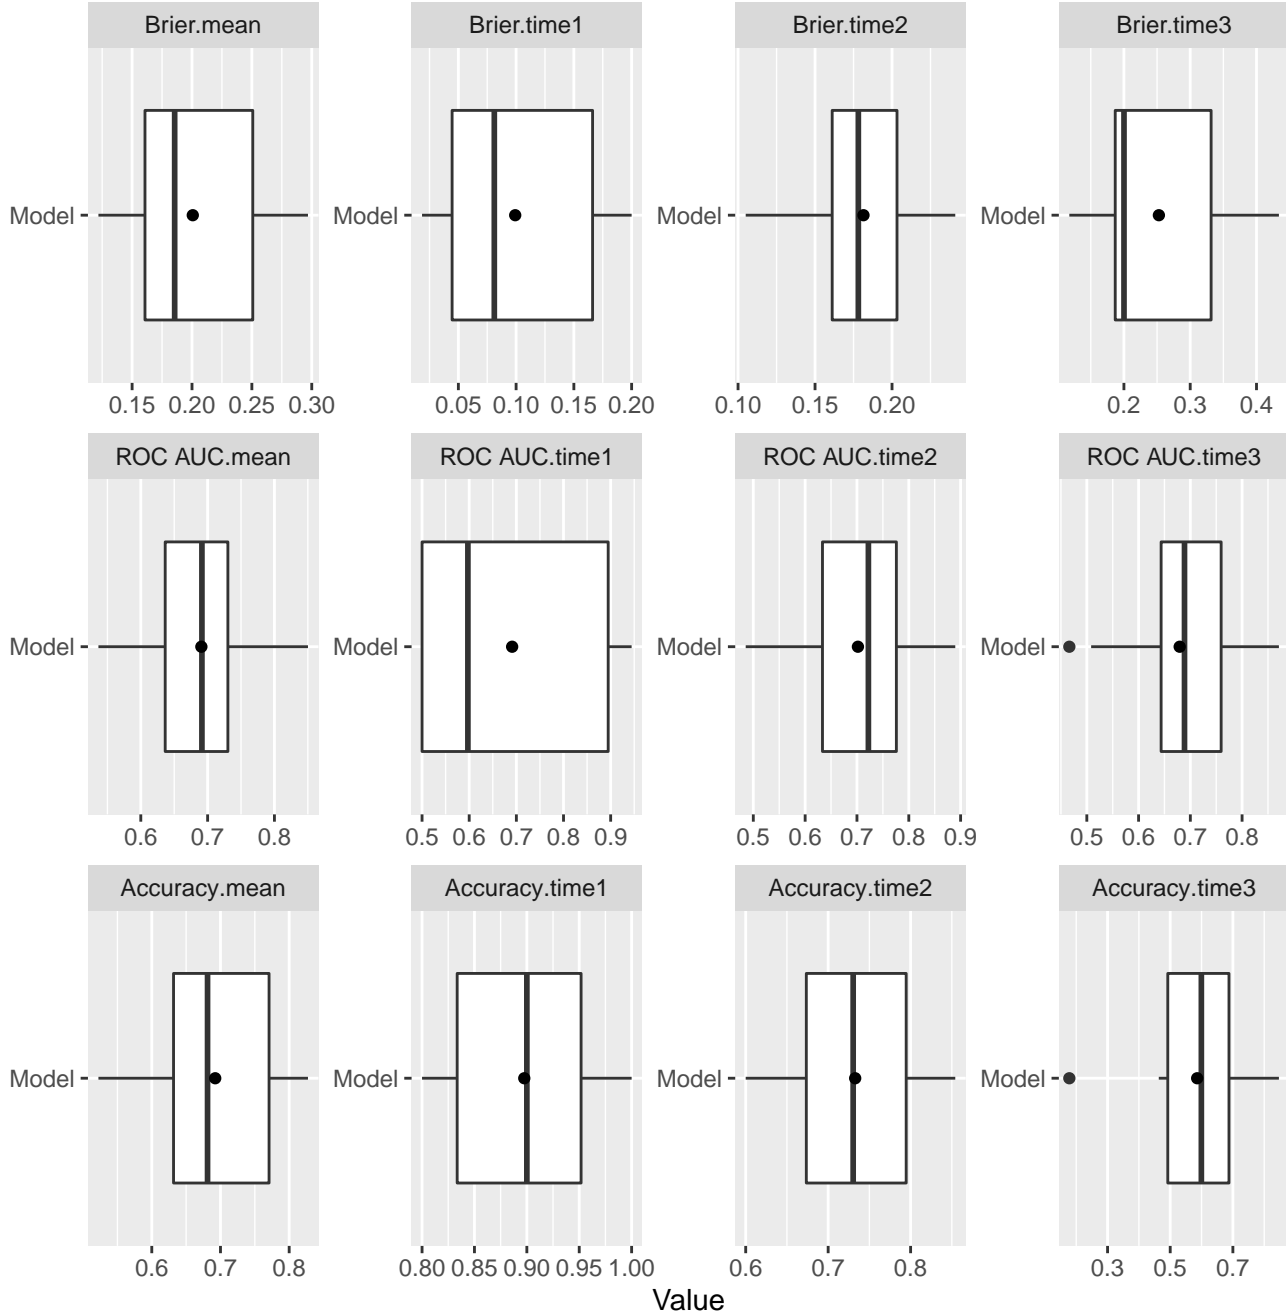 Brier.mean Brier.time1 Brier.time2 Brier.time3
Model Model Model Model
0.15 0.20 0.25 0.30 0.05 0.10 0.15 0.20 0.10 0.15 0.20 0.2 0.3 0.4
ROC AUC.mean ROC AUC.time1 ROC AUC.time2 ROC AUC.time3
Model Model Model Model
0.6 0.7 0.8 0.5 0.6 0.7 0.8 0.9 0.5 0.6 0.7 0.8 0.9 0.5 0.6 0.7 0.8
Accuracy.mean Accuracy.time1 Accuracy.time2 Accuracy.time3
Model Model Model Model
0.6 0.7 0.8 0.80 0.85 0.90 0.95 1.00 0.6 0.7 0.8 0.3 0.5 0.7
Value